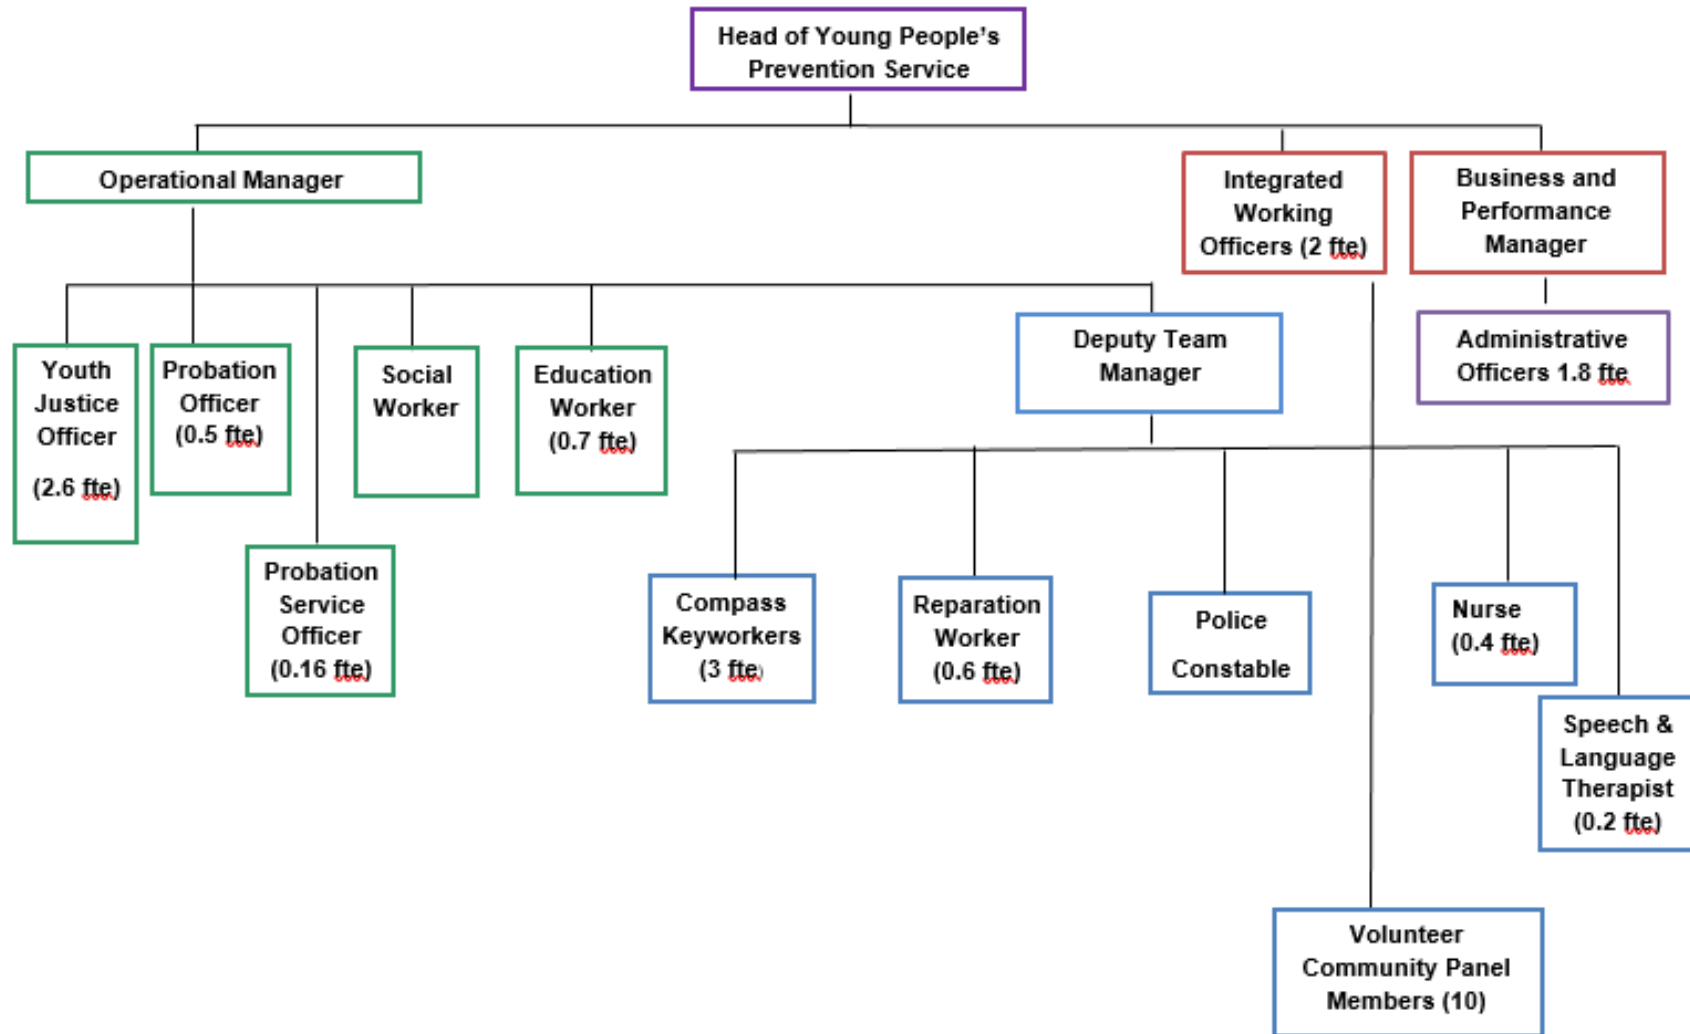 Head of Young People's
Prevention Service
Operational Manager
Integrated
Working
Officers (2 fte)
Business and
Performance
Manager
Youth
Justice
Officer
(2.6 fte)
Probation
Officer
(0.5 fte)
Social
Worker
Education
Worker
(0.7 fte)
Deputy Team
Manager
Administrative
Officers 1.8 fte
Probation
Service
Officer
(0.16 fte)
Compass
Keyworkers
(3 fte)
Reparation
Worker
(0.6 fte)
Police
Constable
Nurse
(0.4 fte)
Speech &
Language
Therapist
(0.2 fte)
Volunteer
Community Panel
Members (10)